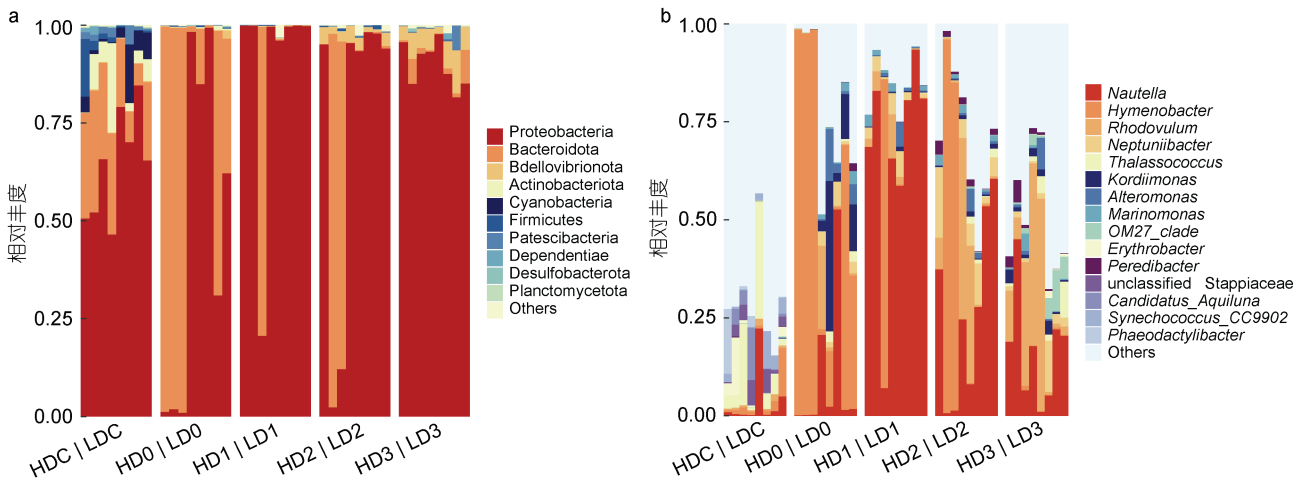 a
1.00
0.75
0.50
0.25
0.00
相对丰度
HDC | LDC
HD0 | LD0
HD1 | LD1
HD2 | LD2
HD3 | LD3
Proteobacteria
Bacteroidota
Bdellovibrionota
Actinobacteriota
Cyanobacteria
Firmicutes
Patescibacteria
Dependentiae
Desulfobacterota
Planctomycetota
Others
b
1.00
0.75
0.50
0.25
0.00
相对丰度
HDC | LDC
HD0 | LD0
HD1 | LD1
HD2 | LD2
HD3 | LD3
Nautella
Hymenobacter
Rhodovulum
Neptuniibacter
Thalassococcus
Kordiimonas
Alteromonas
Marinomonas
OM27_clade
Erythrobacter
Peredibacter
unclassified Stappiaceae
Candidatus_Aquiluna
Synechococcus_CC9902
Phaeodactylibacter
Others